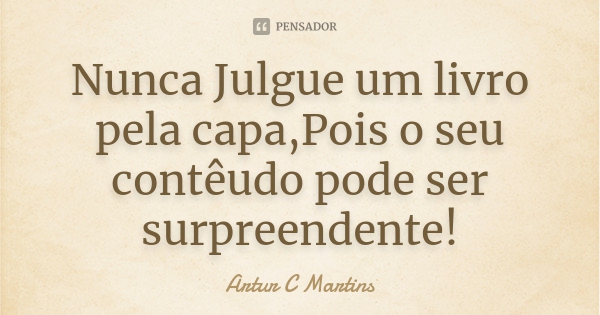 PENSADOR
Nunca Julgue um livro
pela capa,Pois o seu
contêudo pode ser
surpreendente!
Artur C Martins